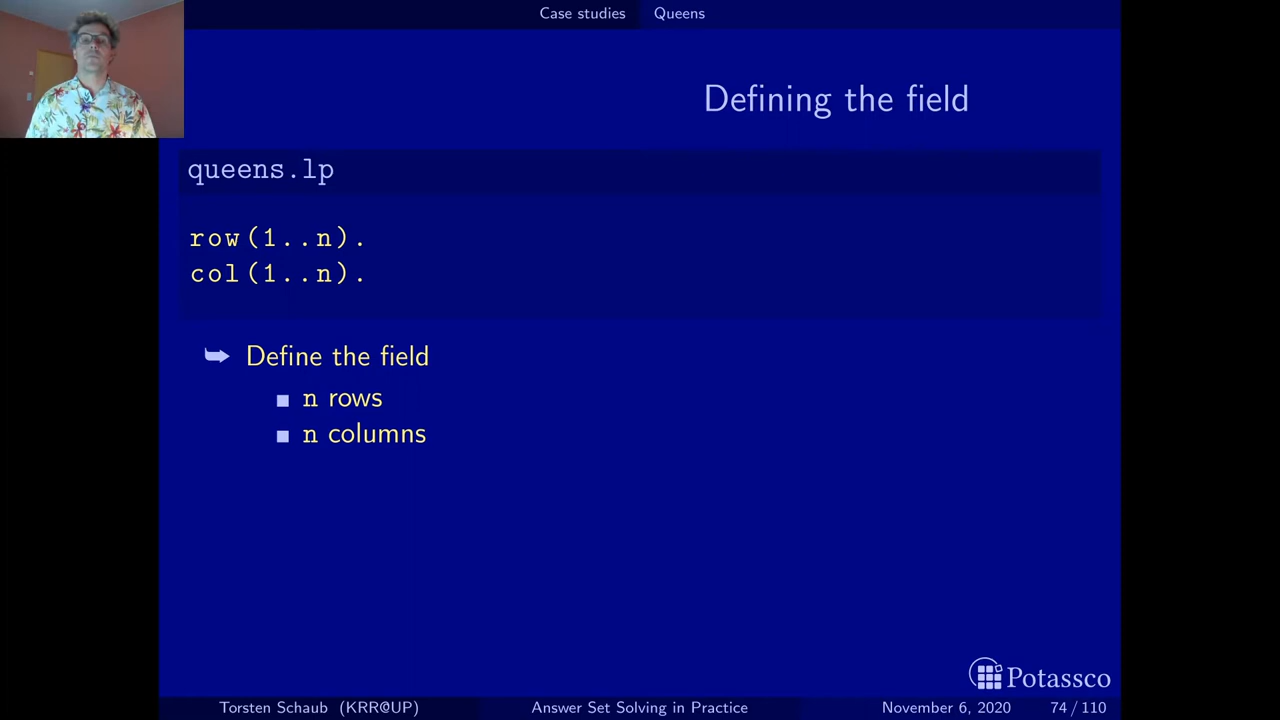 Case studies Queens
Defining the field
queens.lp
row(1..n).
col(1..n).
➥ Define the field
■ n rows
■ n columns
Potassco
Torsten Schaub (KRR@UP) Answer Set Solving in Practice November 6, 2020 74 / 110